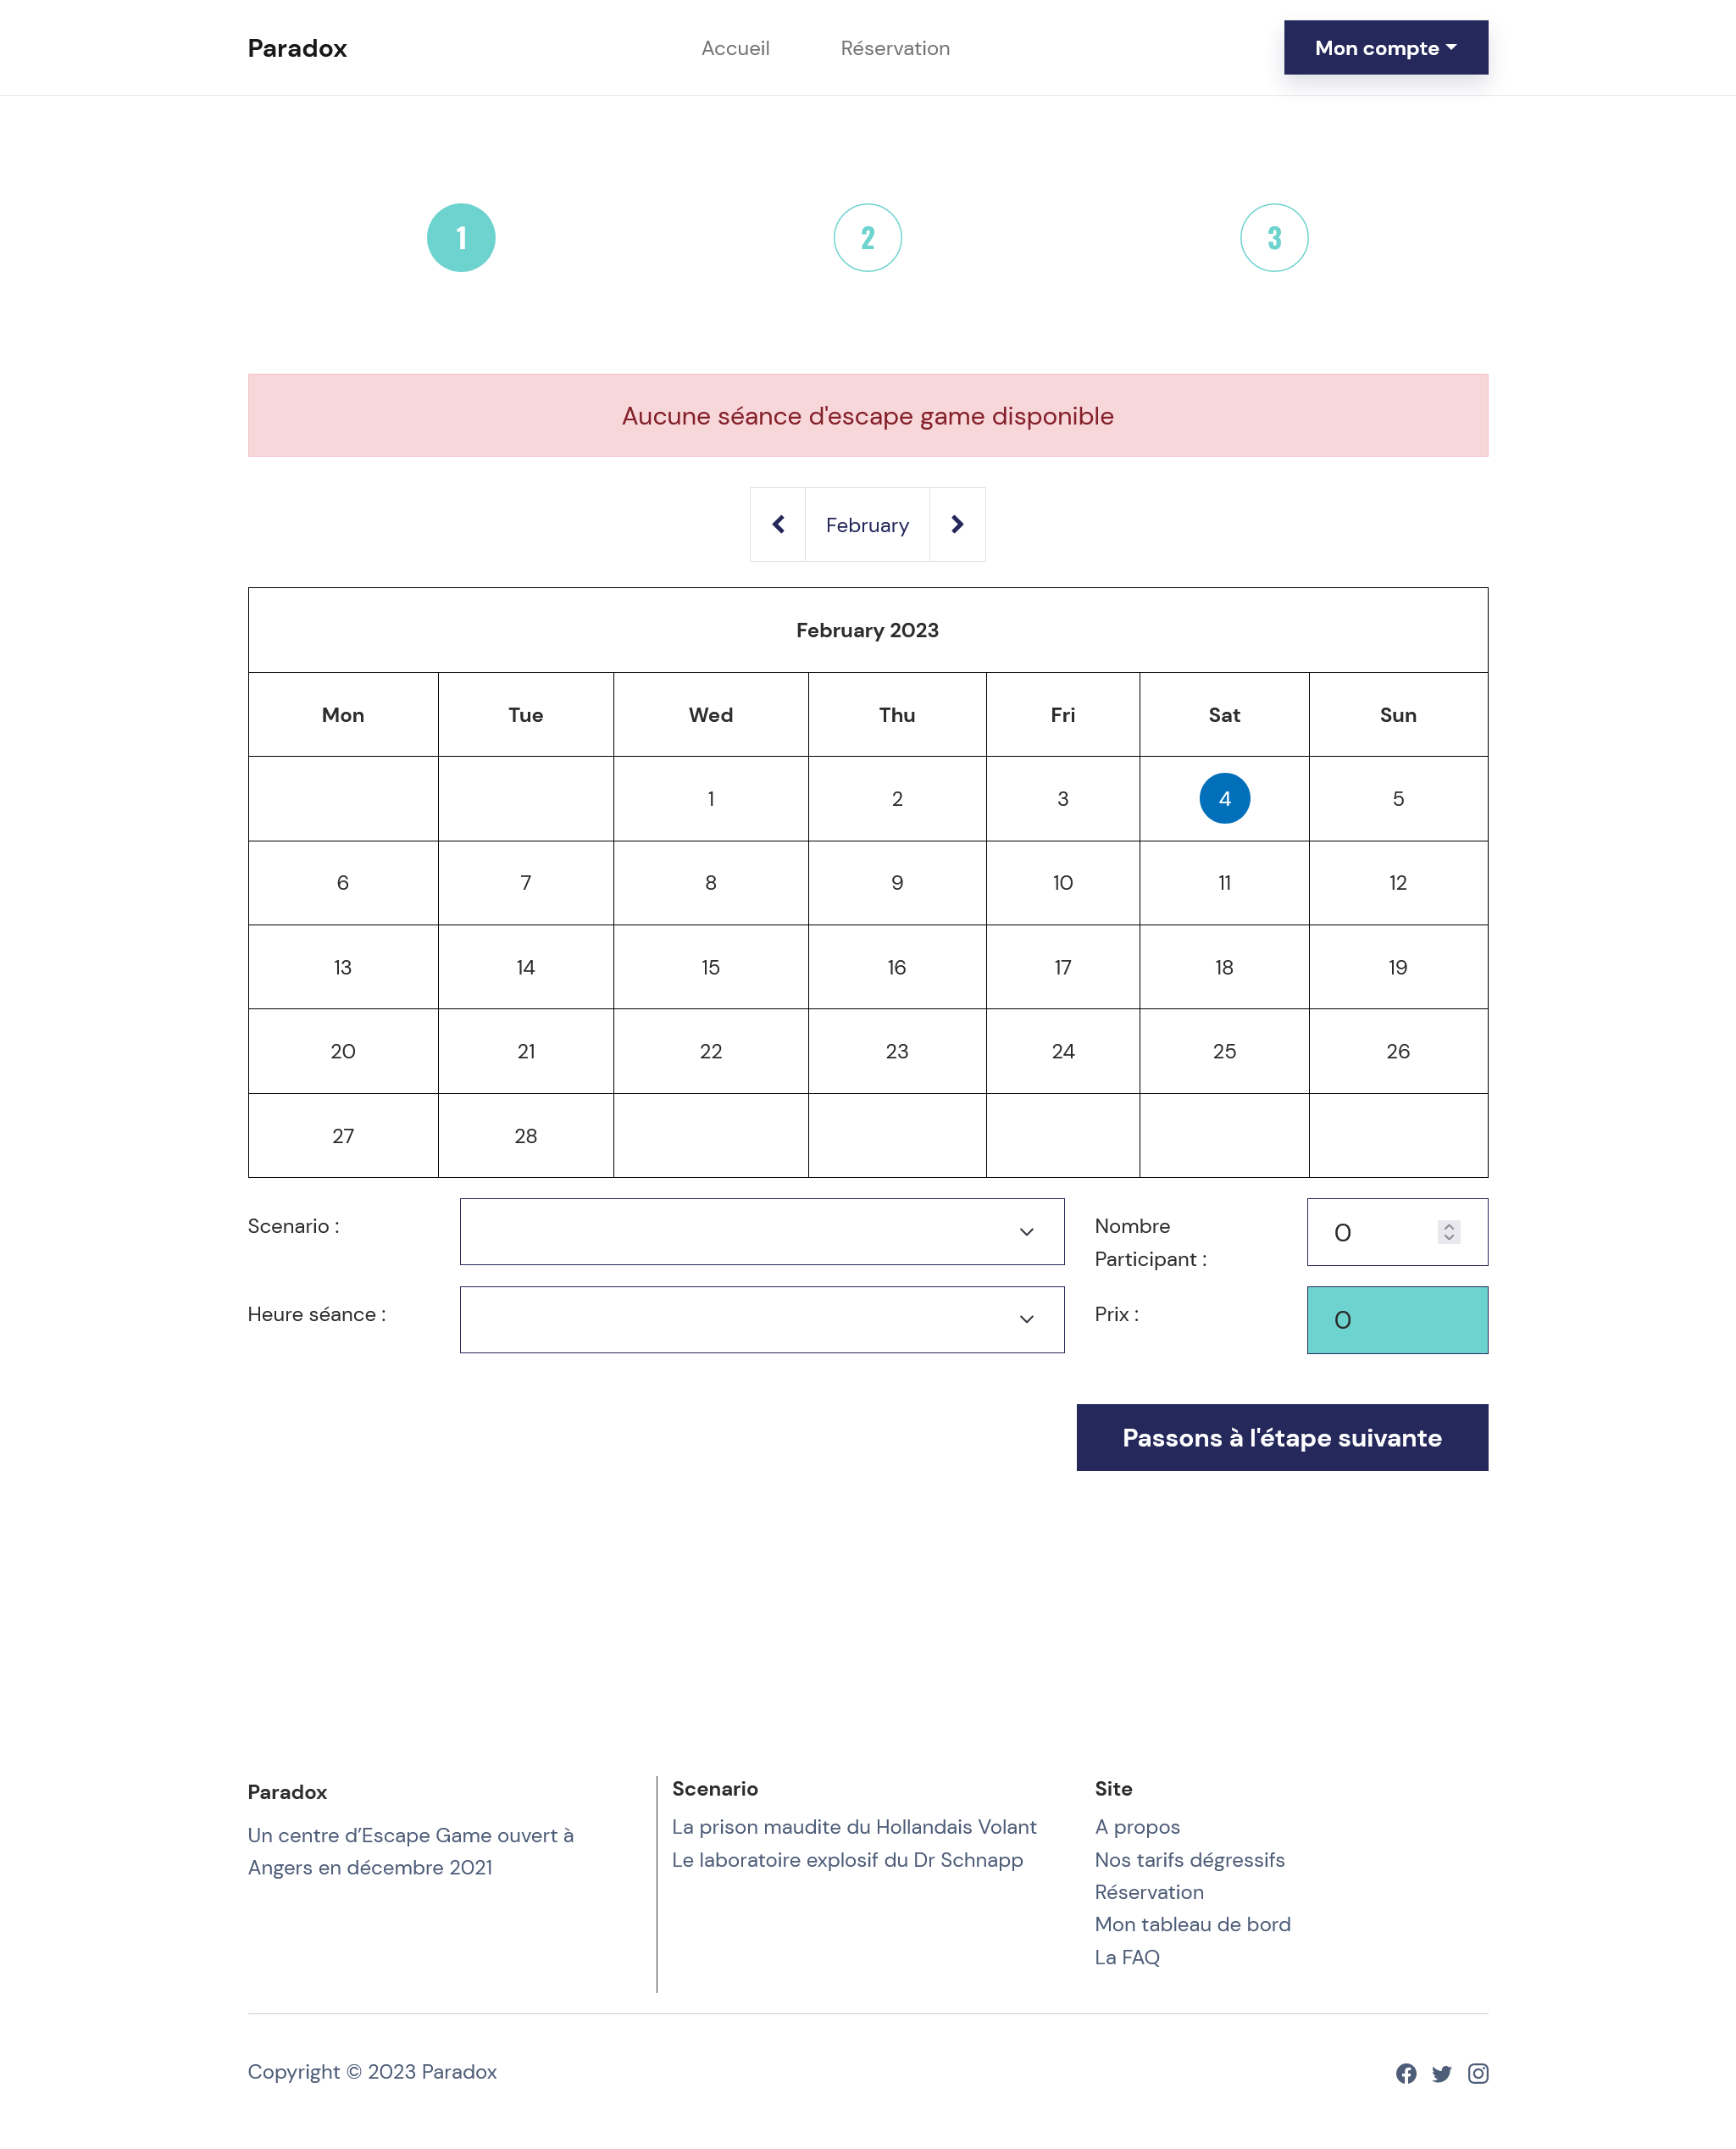 Paradox
Accueil
Réservation
Mon compte
1
2
3
Aucune séance d'escape game disponible
February
February 2023
Mon Tue Wed Thu Fri Sat Sun
1 2 3 4 5
6 7 8 9 10 11 12
13 14 15 16 17 18 19
20 21 22 23 24 25 26
27 28
Scenario :
Nombre
Participant :
0
Heure séance :
Prix :
0
Passons à l'étape suivante
Paradox
Un centre d’Escape Game ouvert à
Angers en décembre 2021
Scenario
La prison maudite du Hollandais Volant
Le laboratoire explosif du Dr Schnapp
Site
A propos
Nos tarifs dégressifs
Réservation
Mon tableau de bord
La FAQ
Copyright © 2023 Paradox